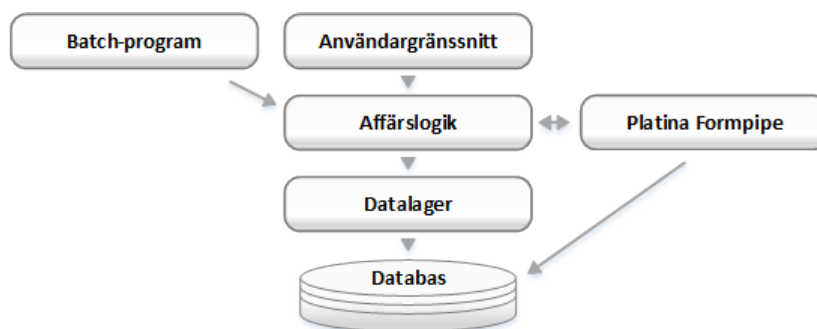 Batch-program
Användargränssnitt
Affärslogik
Platina Formpipe
Datalager
Databas